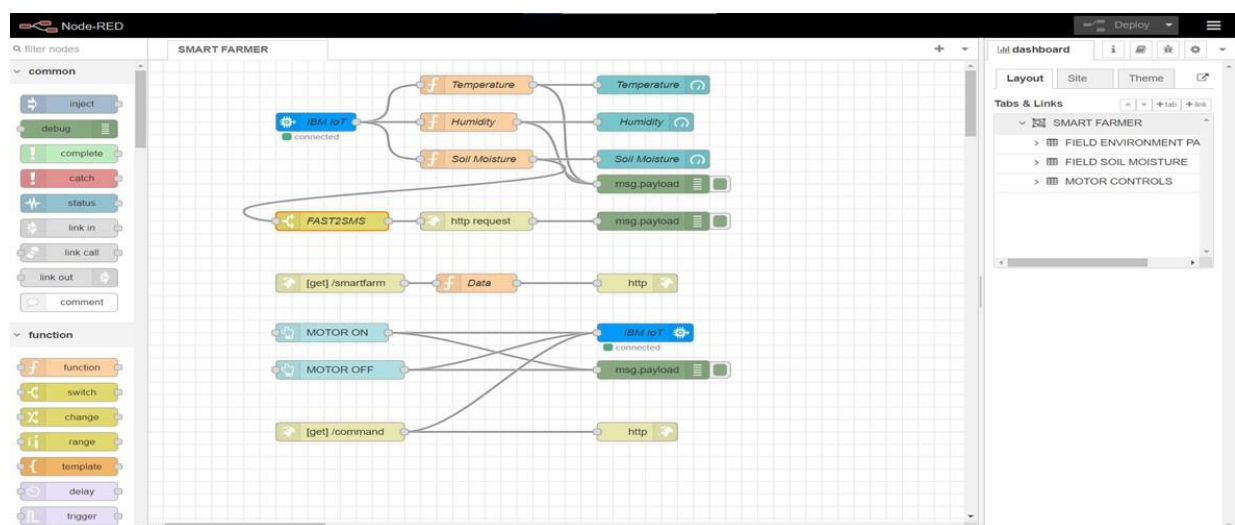 Node-RED
Deploy
filter nodes
SMART FARMER
dashboard
common
inject
debug
complete
catch
status
link in
link call
link out
comment
function
function
switch
change
range
template
delay
trigger
Temperature
Temperature
IBM IoT
connected
Humidity
Humidity
Soil Moisture
Soil Moisture
msg.payload
FAST2SMS
http request
msg.payload
[get] /smartfarm
Data
http
MOTOR ON
IBM IoT
connected
MOTOR OFF
msg.payload
[get] /command
http
Layout
Site
Theme
Tabs & Links
+ tab
+ link
SMART FARMER
FIELD ENVIRONMENT PA
FIELD SOIL MOISTURE
MOTOR CONTROLS